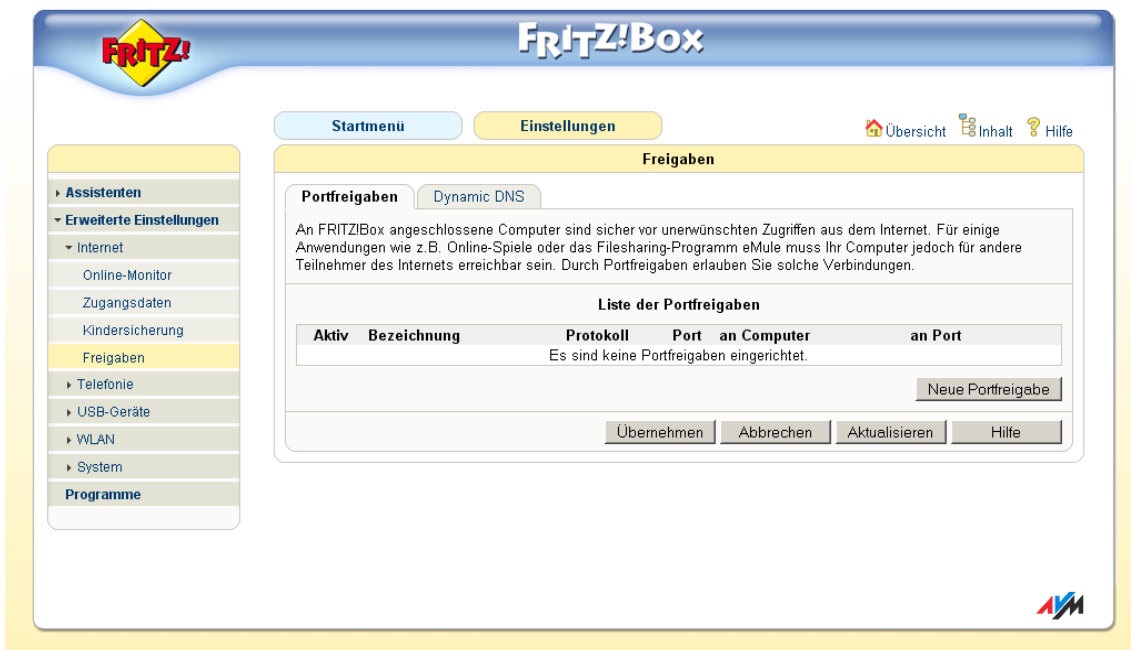 FRITZ!
FRITZ!Box
Startmenü
Einstellungen
Übersicht
Inhalt
Hilfe
Freigaben
Assistenten
Erweiterte Einstellungen
Internet
Online-Monitor
Zugangsdaten
Kindersicherung
Freigaben
Telefonie
USB-Geräte
WLAN
System
Programme
Portfreigaben
Dynamic DNS
An FRITZ!Box angeschlossene Computer sind sicher vor unerwünschten Zugriffen aus dem Internet. Für einige
Anwendungen wie z.B. Online-Spiele oder das Filesharing-Programm eMule muss Ihr Computer jedoch für andere
Teilnehmer des Internets erreichbar sein. Durch Portfreigaben erlauben Sie solche Verbindungen.
Liste der Portfreigaben
Aktiv Bezeichnung Protokoll Port an Computer an Port
Es sind keine Portfreigaben eingerichtet.
Neue Portfreigabe
Übernehmen Abbrechen Aktualisieren Hilfe
AVM